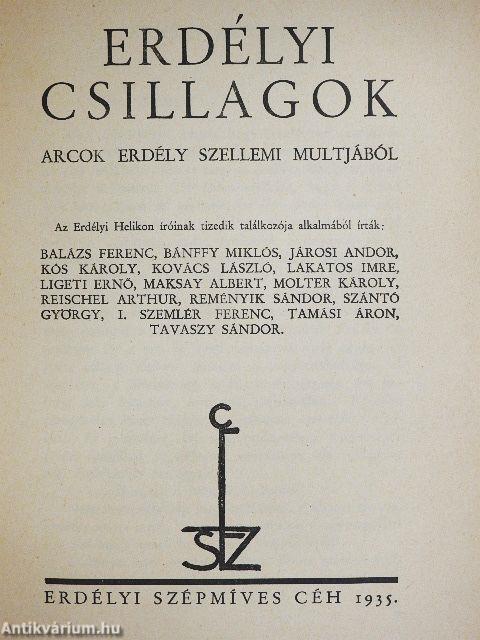 ERDÉLYI
CSILLAGOK
ARCOK ERDÉLY SZELLEMI MULTJÁBÓL
Az Erdélyi Helikon íróinak tizedik találkozója alkalmából írták:
BALÁZS FERENC, BÁNFFY MIKLÓS, JÁROSI ANDOR,
KÓS KÁROLY, KOVÁCS LÁSZLÓ, LAKATOS IMRE,
LIGETI ERNŐ, MAKSAY ALBERT, MOLTER KÁROLY,
REISCHEL ARTHUR, REMÉNYIK SÁNDOR, SZÁNTÓ
GYÖRGY, I. SZEMLÉR FERENC, TAMÁSI ÁRON,
TAVASZY SÁNDOR.
C
SZ
ERDÉLYI SZÉPMÍVES CÉH 1935.
Antikvárium.hu